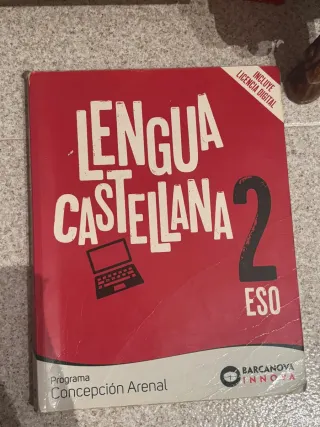 INCLUYE
LICENCIA DIGITAL
LENGUA
CASTELLANA
2
ESO
Programa
Concepción Arenal
BARCANOVA
INNOVA